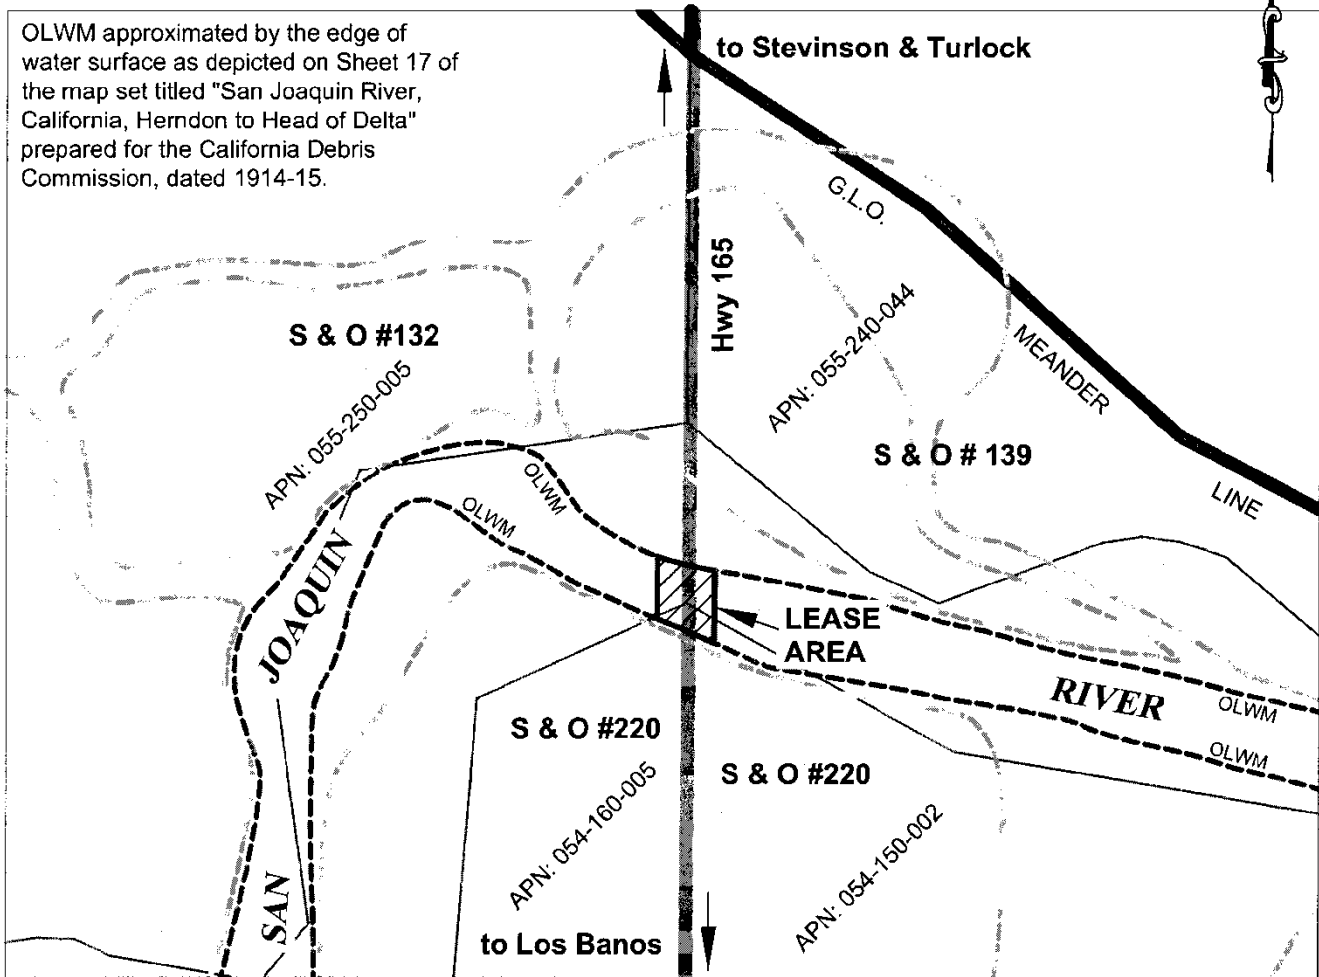 OLWM approximated by the edge of
water surface as depicted on Sheet 17 of
the map set titled "San Joaquin River,
California, Herndon to Head of Delta"
prepared for the California Debris
Commission, dated 1914-15.
to Stevinson & Turlock
G.L.O.
MEANDER
LINE
Hwy 165
S & O #132
APN: 055-250-005
APN: 055-240-044
S & O # 139
OLWM
OLWM
LEASE
AREA
SAN
JOAQUIN
RIVER
OLWM
OLWM
S & O #220
S & O #220
APN: 054-160-005
APN: 054-150-002
to Los Banos